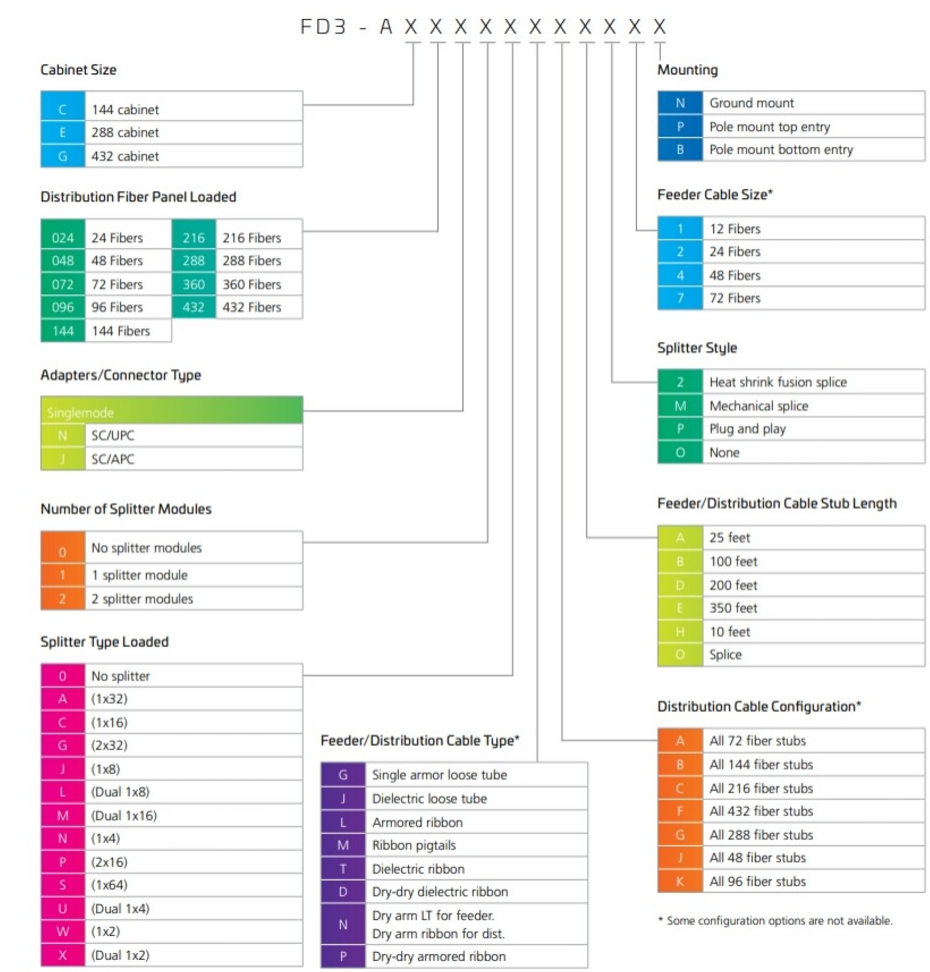 FD3 - A X X X X X X X X X X X
Cabinet Size
C 144 cabinet
E 288 cabinet
G 432 cabinet
Distribution Fiber Panel Loaded
024 24 Fibers 216 216 Fibers
048 48 Fibers 288 288 Fibers
072 72 Fibers 360 360 Fibers
096 96 Fibers 432 432 Fibers
144 144 Fibers
Adapters/Connector Type
Singlemode
N SC/UPC
J SC/APC
Number of Splitter Modules
0 No splitter modules
1 1 splitter module
2 2 splitter modules
Splitter Type Loaded
0 No splitter
A (1x32)
C (1x16)
G (2x32)
J (1x8)
L (Dual 1x8)
M (Dual 1x16)
N (1x4)
P (2x16)
S (1x64)
U (Dual 1x4)
W (1x2)
X (Dual 1x2)
Feeder/Distribution Cable Type*
G Single armor loose tube
J Dielectric loose tube
L Armored ribbon
M Ribbon pigtails
T Dielectric ribbon
D Dry-dry dielectric ribbon
N Dry arm LT for feeder.
Dry arm ribbon for dist.
P Dry-dry armored ribbon
Mounting
N Ground mount
P Pole mount top entry
B Pole mount bottom entry
Feeder Cable Size*
1 12 Fibers
2 24 Fibers
4 48 Fibers
7 72 Fibers
Splitter Style
2 Heat shrink fusion splice
M Mechanical splice
P Plug and play
O None
Feeder/Distribution Cable Stub Length
A 25 feet
B 100 feet
D 200 feet
E 350 feet
H 10 feet
O Splice
Distribution Cable Configuration*
A All 72 fiber stubs
B All 144 fiber stubs
C All 216 fiber stubs
F All 432 fiber stubs
G All 288 fiber stubs
J All 48 fiber stubs
K All 96 fiber stubs
* Some configuration options are not available.